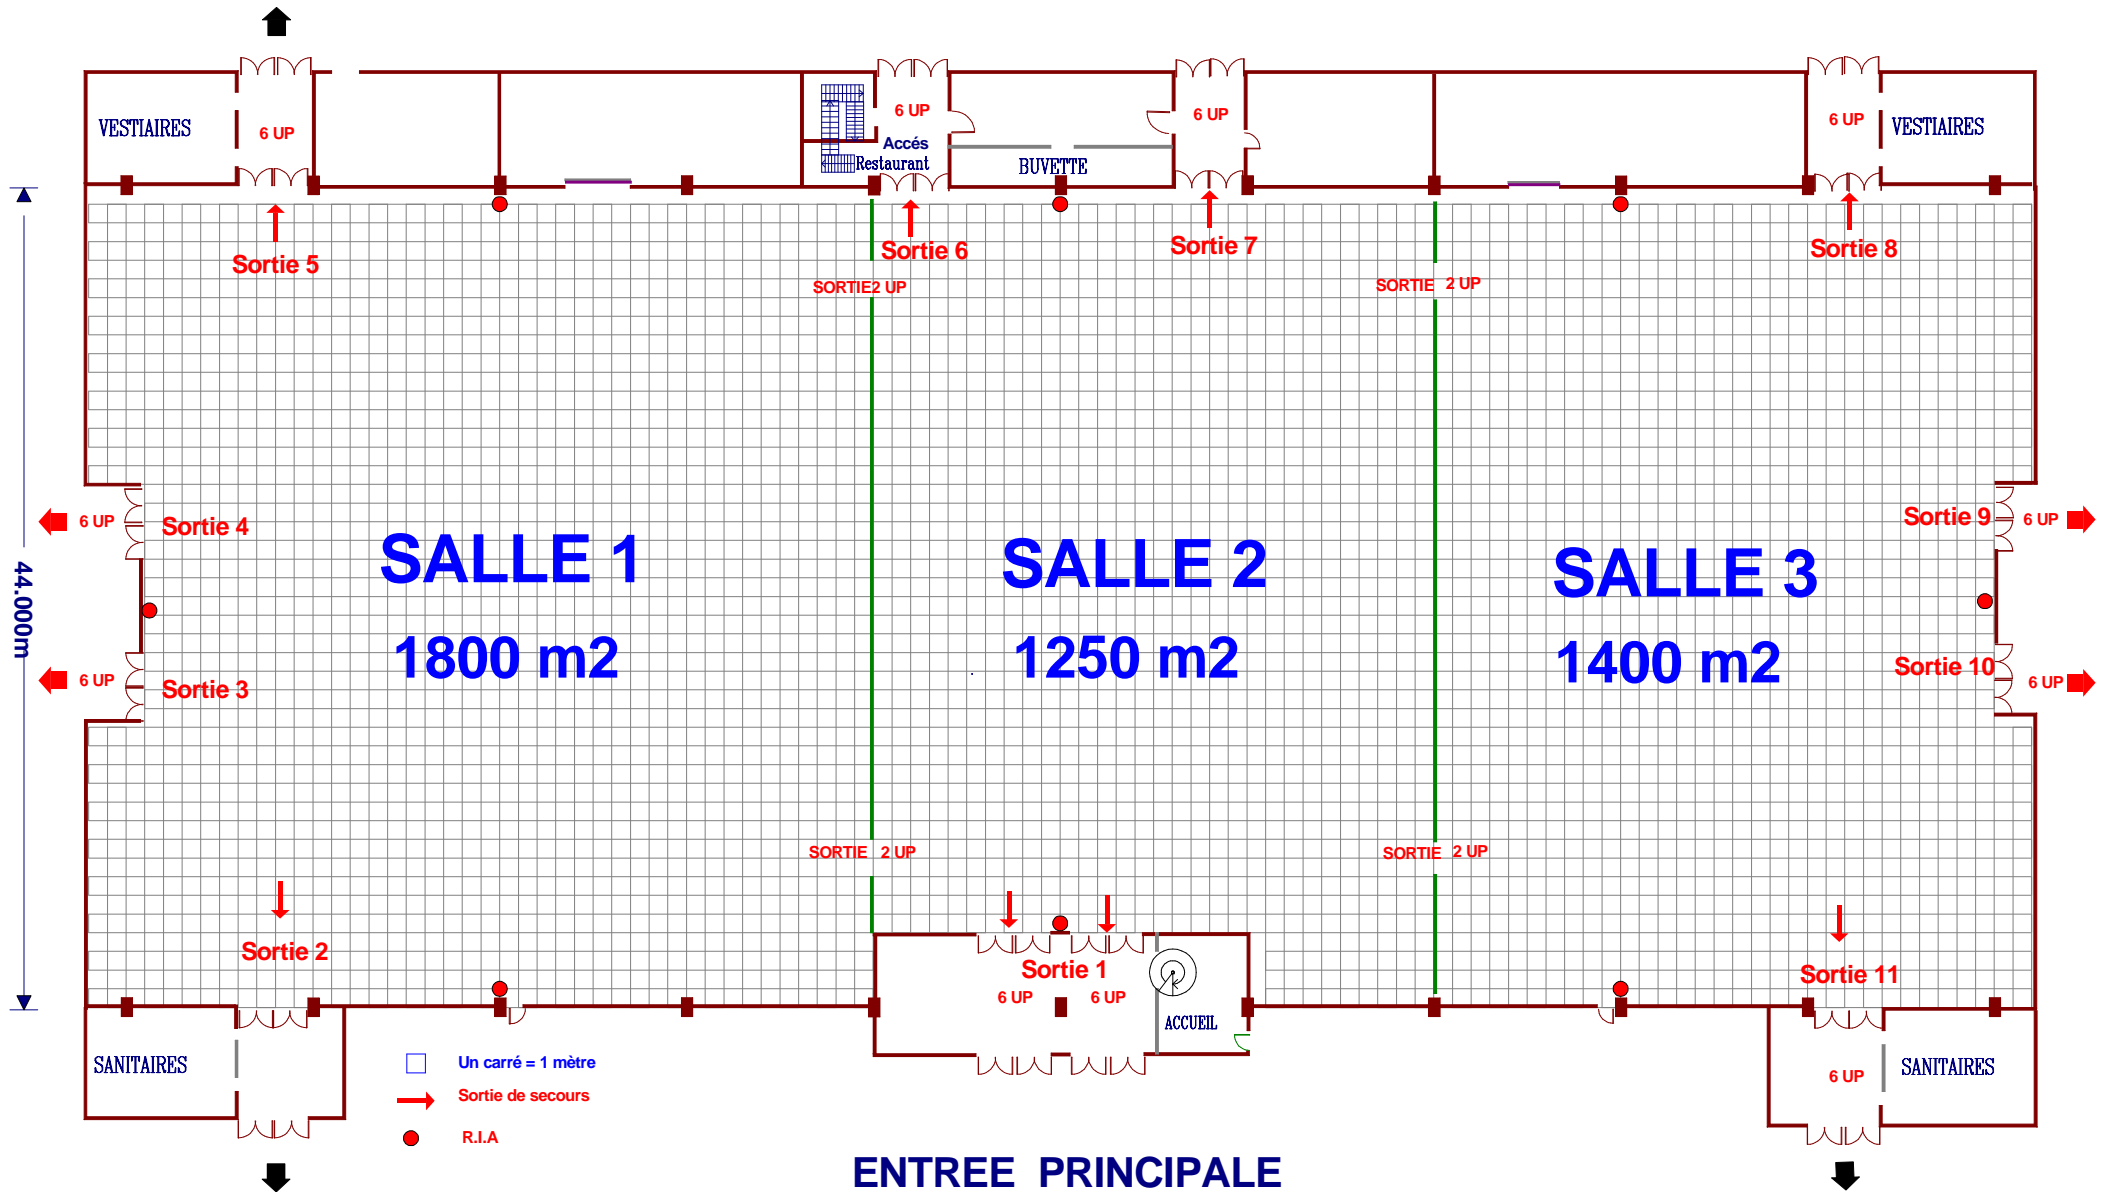 6 UP
6 UP
6 UP
VESTIAIRES
6 UP
VESTIAIRES
Accés
Restaurant
BUVETTE
Sortie 5
Sortie 6
Sortie 7
Sortie 8
SORTIE2 UP
SORTIE 2 UP
6 UP
Sortie 4
Sortie 9
6 UP
SALLE 1
SALLE 2
SALLE 3
44.000m
1800 m2
1250 m2
1400 m2
6 UP
Sortie 3
Sortie 10
6 UP
SORTIE 2 UP
SORTIE 2 UP
Sortie 2
Sortie 1
Sortie 11
6 UP
6 UP
ACCUEIL
SANITAIRES
Un carré = 1 mètre
6 UP
SANITAIRES
Sortie de secours
R.I.A
ENTREE PRINCIPALE